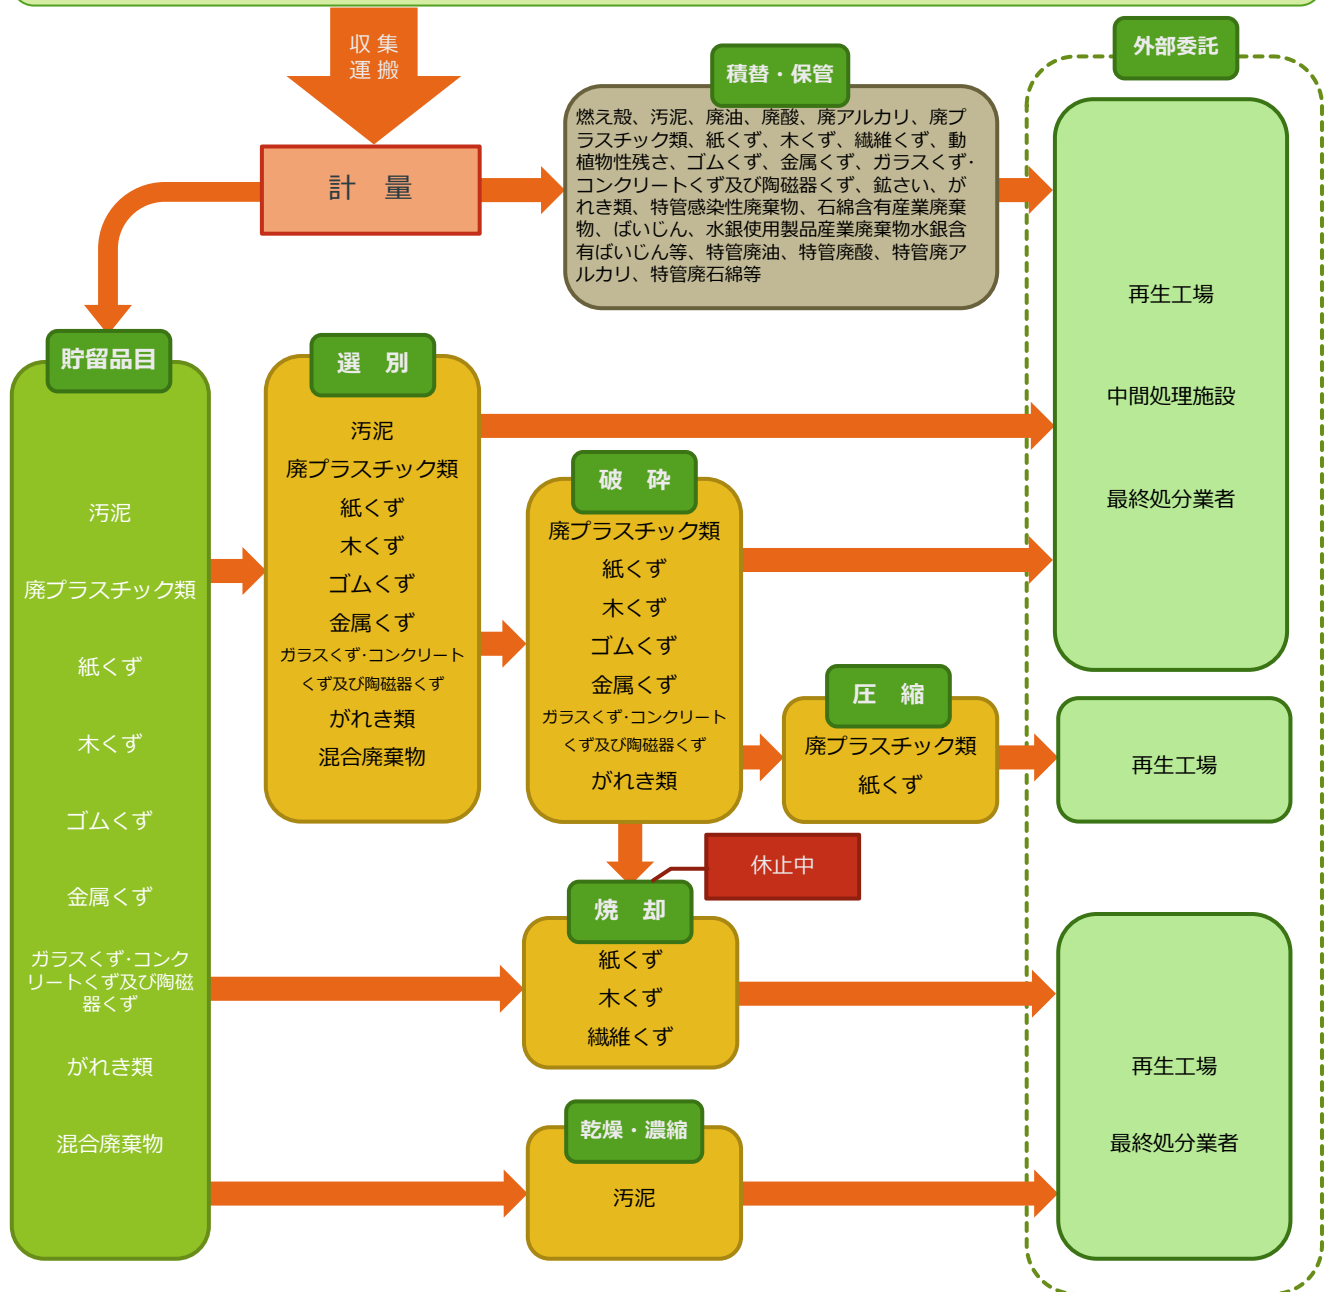 収集
運搬
計　量
積替・保管
燃え殻、汚泥、廃油、廃酸、廃アルカリ、廃プ
ラスチック類、紙くず、木くず、繊維くず、動
植物性残さ、ゴムくず、金属くず、ガラスくず・
コンクリートくず及び陶磁器くず、鉱さい、が
れき類、特管感染性廃棄物、石綿含有産業廃棄
物、ばいじん、水銀使用製品産業廃棄物水銀含
有ばいじん等、特管廃油、特管廃酸、特管廃ア
ルカリ、特管廃石綿等
外部委託
再生工場
中間処理施設
最終処分業者
貯留品目
汚泥
廃プラスチック類
紙くず
木くず
ゴムくず
金属くず
ガラスくず・コンク
リートくず及び陶磁
器くず
がれき類
混合廃棄物
選　別
汚泥
廃プラスチック類
紙くず
木くず
ゴムくず
金属くず
ガラスくず・コンクリート
くず及び陶磁器くず
がれき類
混合廃棄物
破　砕
廃プラスチック類
紙くず
木くず
ゴムくず
金属くず
ガラスくず・コンクリート
くず及び陶磁器くず
がれき類
圧　縮
廃プラスチック類
紙くず
再生工場
休止中
焼　却
紙くず
木くず
繊維くず
乾燥・濃縮
汚泥
再生工場
最終処分業者